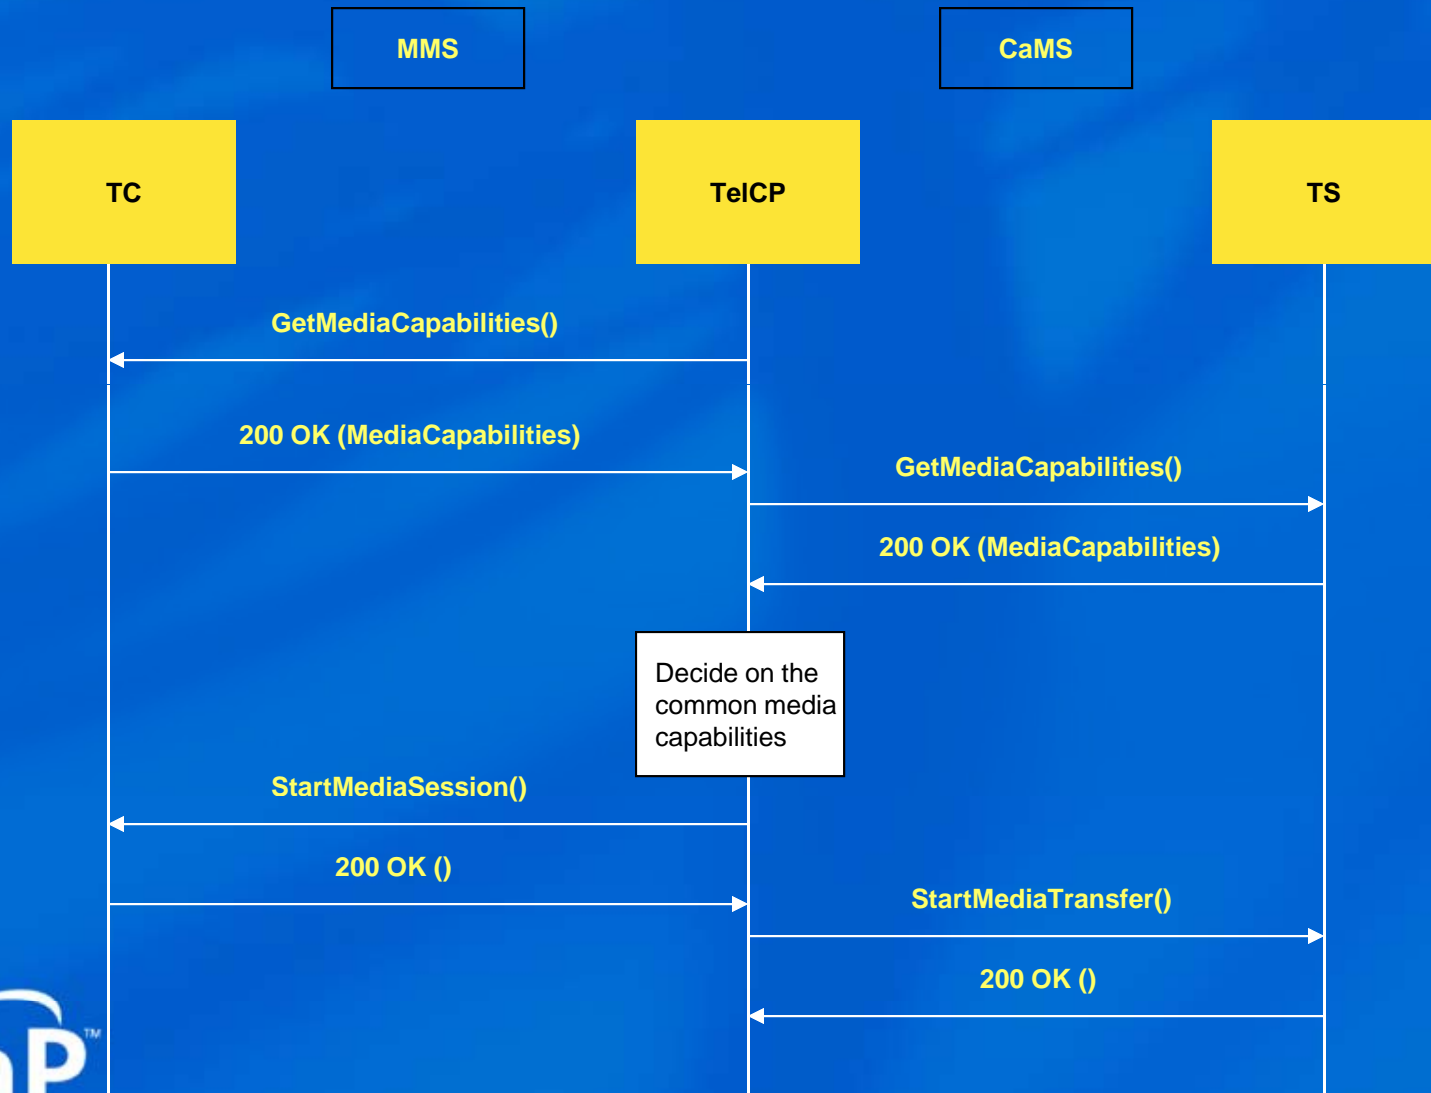 MMS
CaMS
TC
TelCP
TS
GetMediaCapabilities()
200 OK (MediaCapabilities)
GetMediaCapabilities()
200 OK (MediaCapabilities)
Decide on the
common media
capabilities
StartMediaSession()
200 OK ()
StartMediaTransfer()
200 OK ()
P™